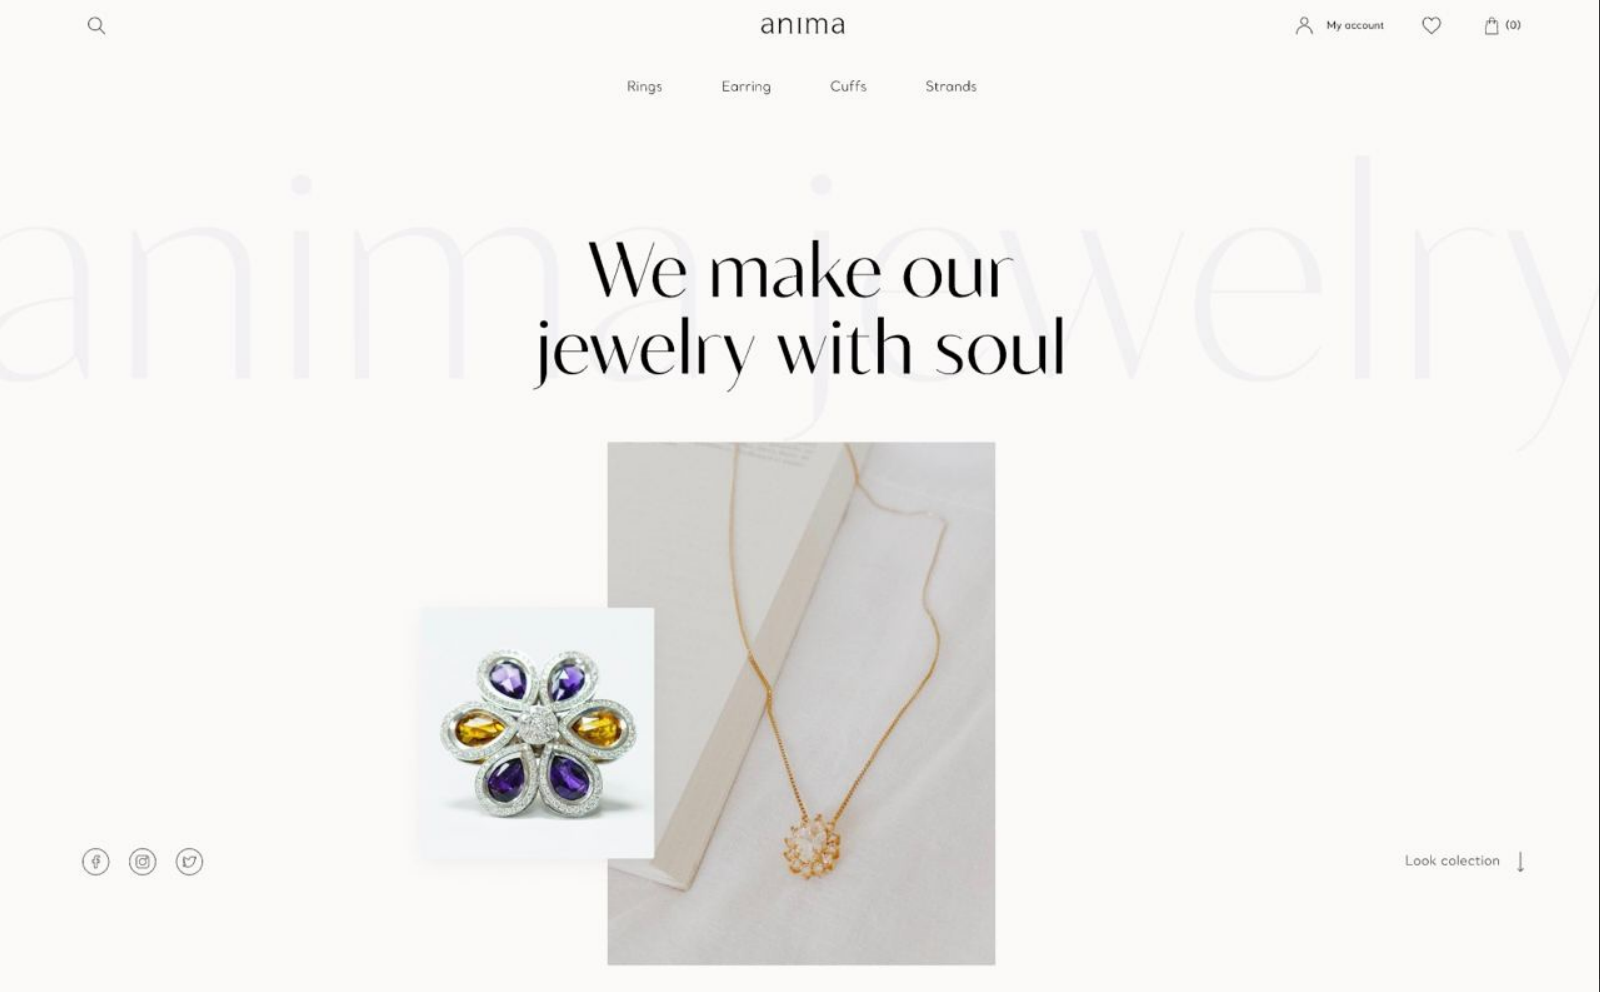 anima
My account
(0)
Rings
Earring
Cuffs
Strands
anima jewelry
We make our
jewelry with soul
Look colection